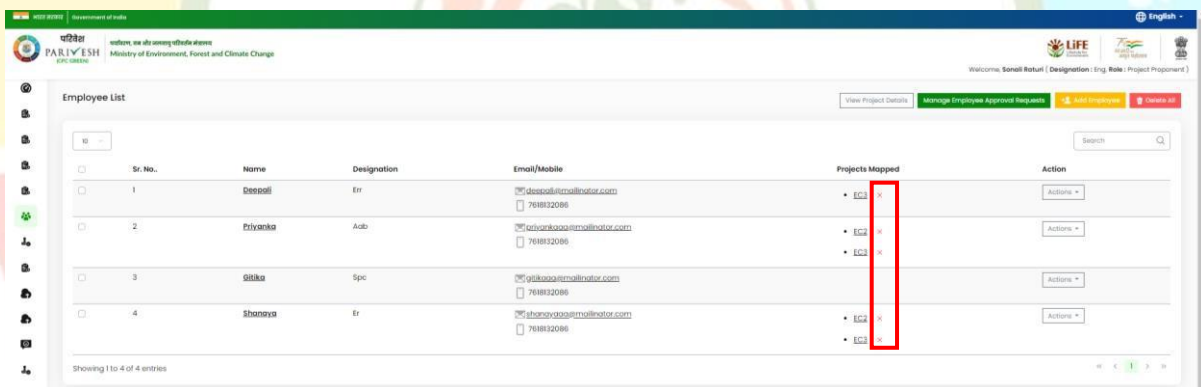 भारत सरकार Government of India
English
परिवेश
PARIVESH
(CPC GREEN)
पर्यावरण, वन और जलवायु परिवर्तन मंत्रालय
Ministry of Environment, Forest and Climate Change
LiFE
Welcome, Sonali Raturi ( Designation : Eng, Role : Project Proponent )
Employee List
View Project Details
Manage Employee Approval Requests
Add Employee
Delete All
10
Search
Sr. No.. Name Designation Email/Mobile Projects Mapped Action
1 Deepali Err deepali@mailinator.com EC3 × Actions
7618132086
2 Priyanka Aab priyankaaa@mailinator.com EC2 × Actions
7618132086 EC3 ×
3 Gitika Spc gitikaaa@mailinator.com Actions
7618132086
4 Shanaya Er shanayaaa@mailinator.com EC2 × Actions
7618132086 EC3 ×
Showing 1 to 4 of 4 entries
« < 1 > »